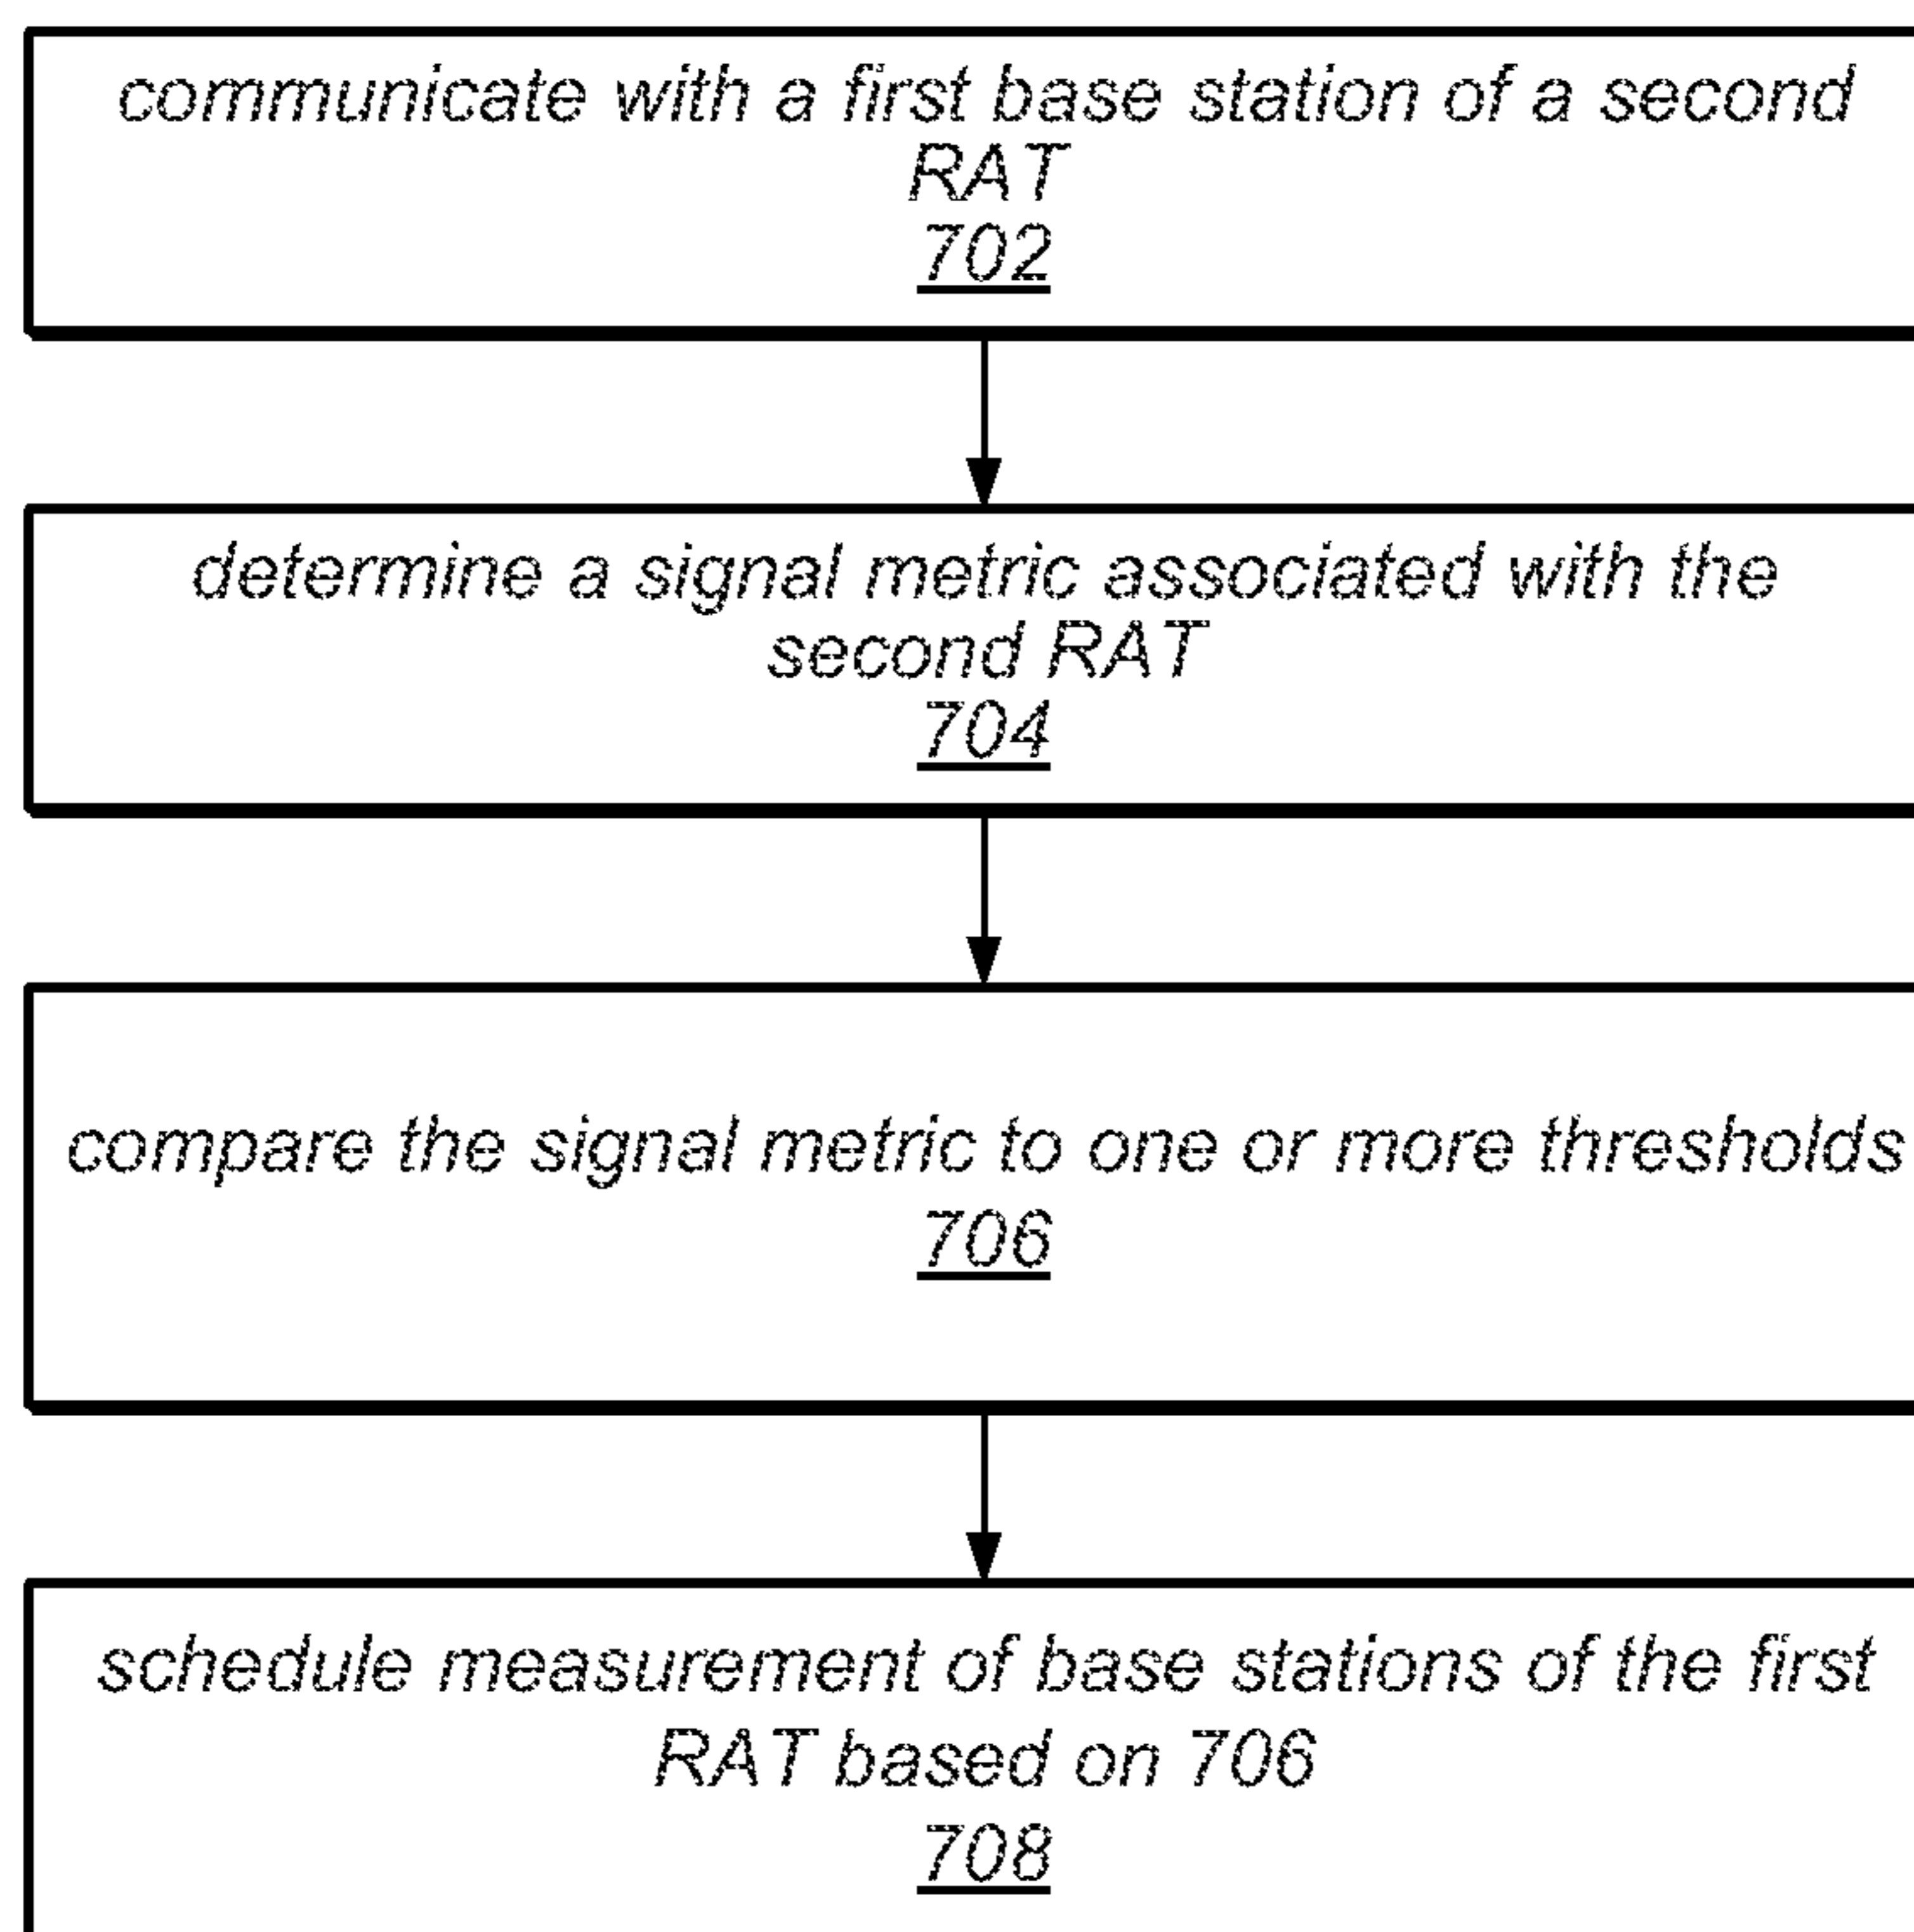 communicate with a first base station of a second
RAT
702
determine a signal metric associated with the
second RAT
704
compare the signal metric to one or more thresholds
706
schedule measurement of base stations of the first
RAT based on 706
708